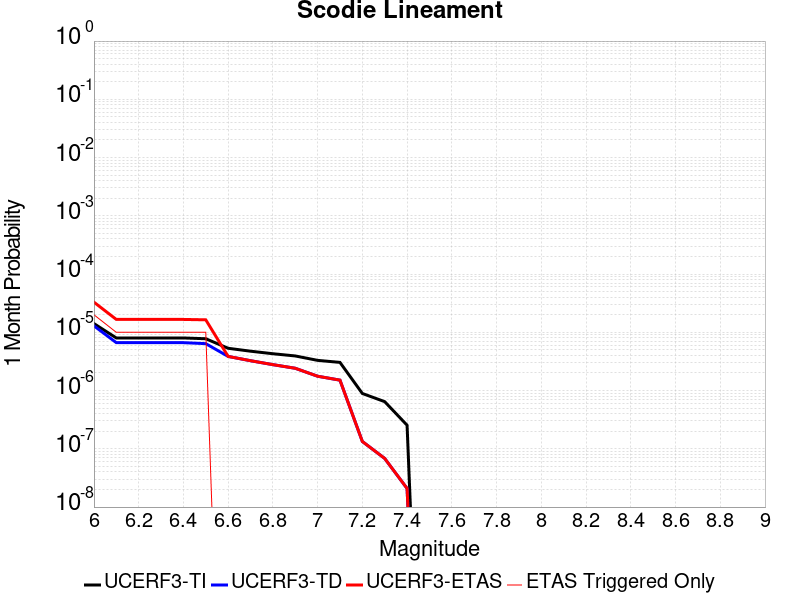 Scodie Lineament
10^0
10^-1
10^-2
10^-3
10^-4
10^-5
10^-6
10^-7
10^-8
1 Month Probability
6 6.2 6.4 6.6 6.8 7 7.2 7.4 7.6 7.8 8 8.2 8.4 8.6 8.8 9
Magnitude
UCERF3-TI UCERF3-TD UCERF3-ETAS ETAS Triggered Only